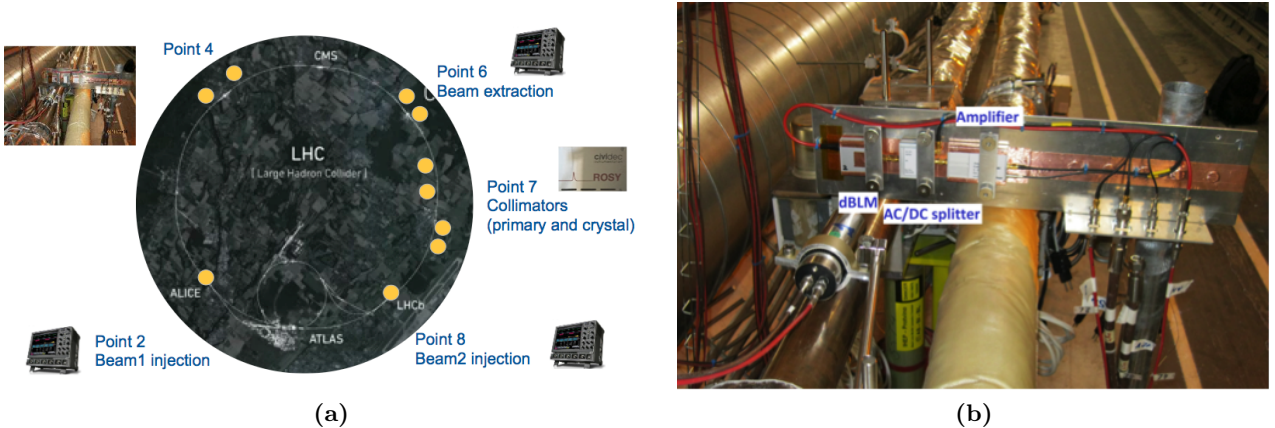 Point 4
CMS
Point 6
Beam extraction
LHC
[ Large Hadron Collider ]
cividec
ROSY
Point 7
Collimators
(primary and crystal)
ALICE
LHCb
ATLAS
Point 2
Beam1 injection
Point 8
Beam2 injection
(a)
Amplifier
dBLM
AC/DC splitter
(b)